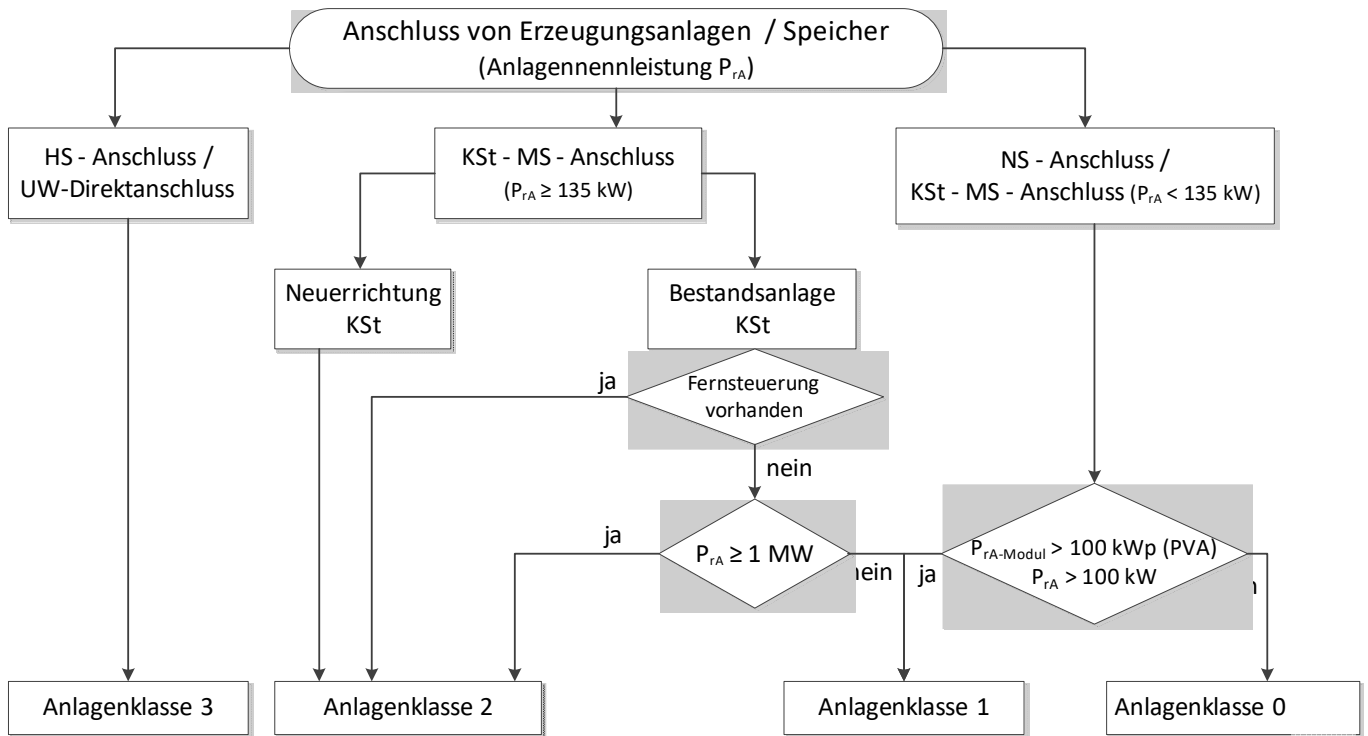 Anschluss von Erzeugungsanlagen / Speicher
(Anlagennennleistung PrA)
HS - Anschluss /
UW-Direktanschluss
KSt - MS - Anschluss
(PrA ≥ 135 kW)
NS - Anschluss /
KSt - MS - Anschluss (PrA < 135 kW)
Neuerrichtung
KSt
Bestandsanlage
KSt
ja
Fernsteuerung
vorhanden
nein
ja
PrA ≥ 1 MW
ja
PrA-Modul > 100 kWp (PVA)
PrA > 100 kW
Anlagenklasse 3
Anlagenklasse 2
Anlagenklasse 1
Anlagenklasse 0